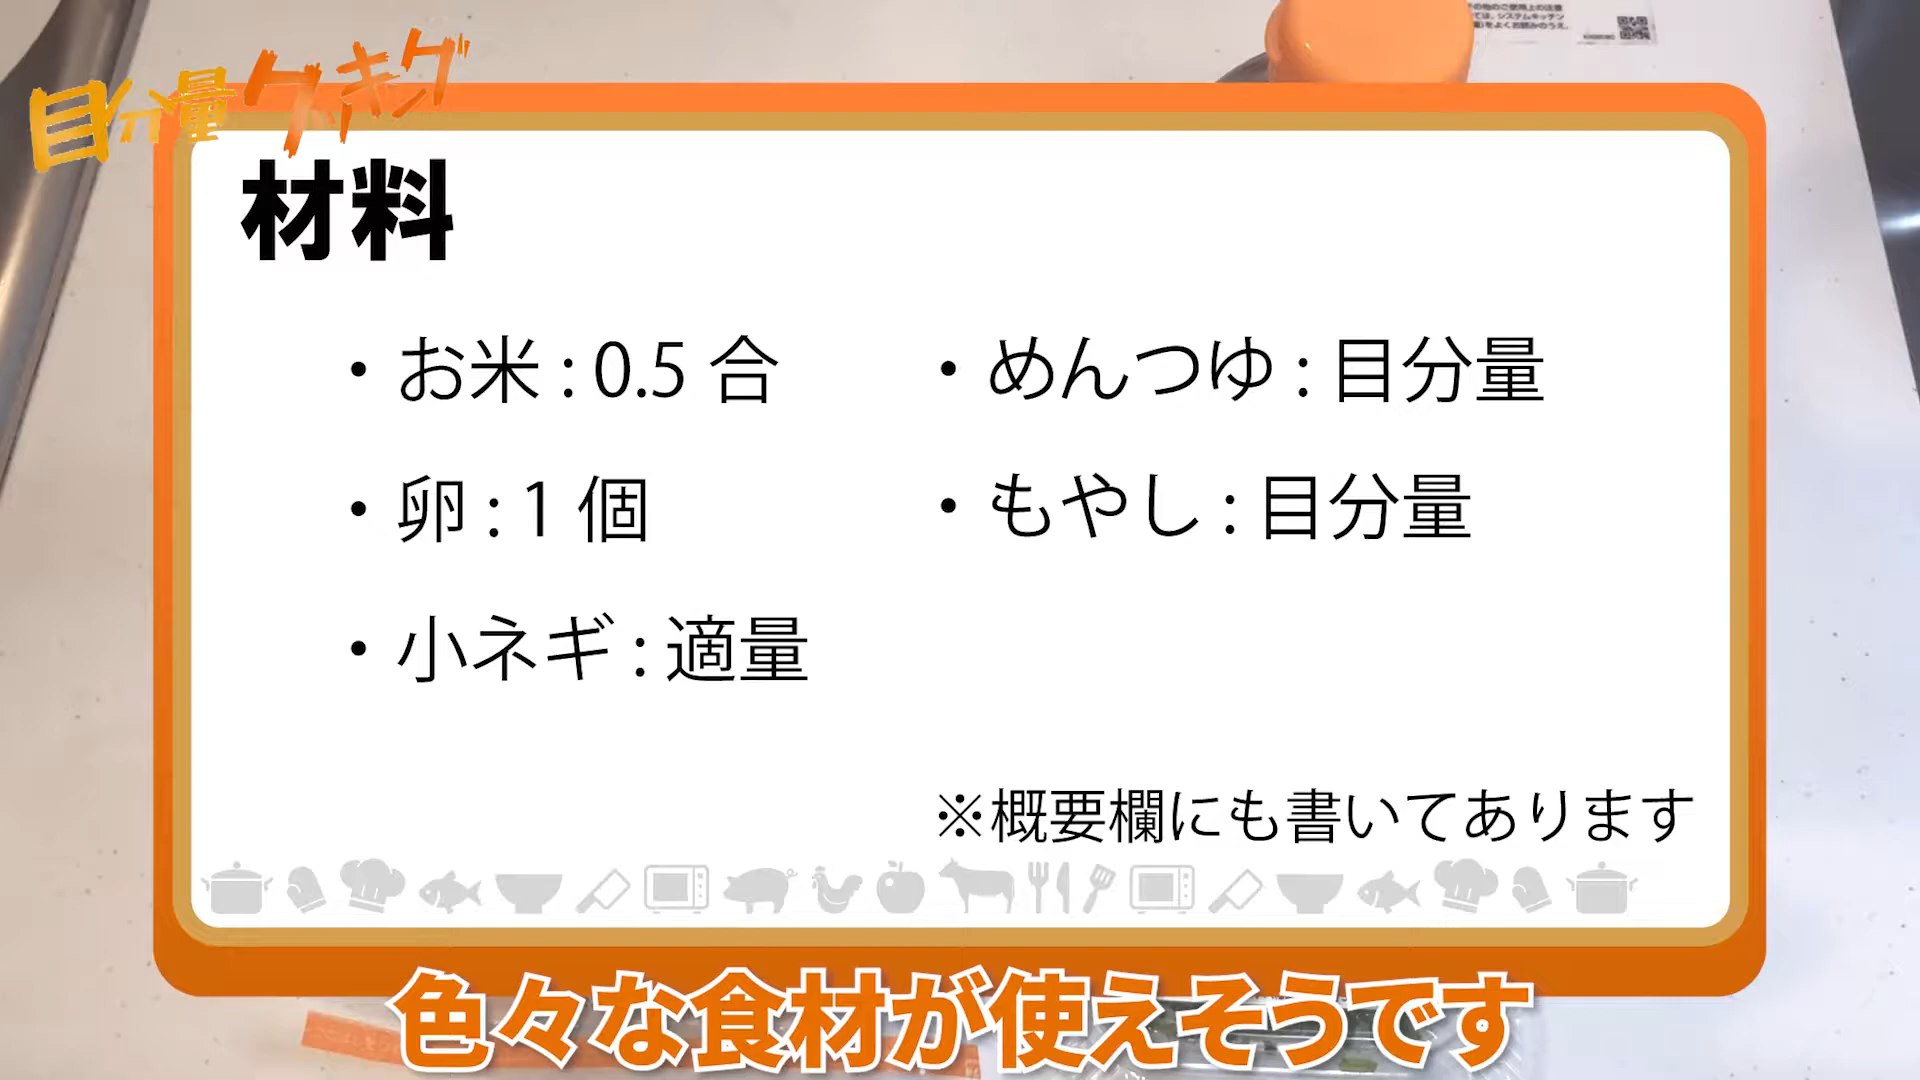 目分量クッキング
材料
・お米 : 0.5 合
・めんつゆ : 目分量
・卵 : 1 個
・もやし : 目分量
・小ネギ : 適量
※概要欄にも書いてあります
色々な食材が使えそうです